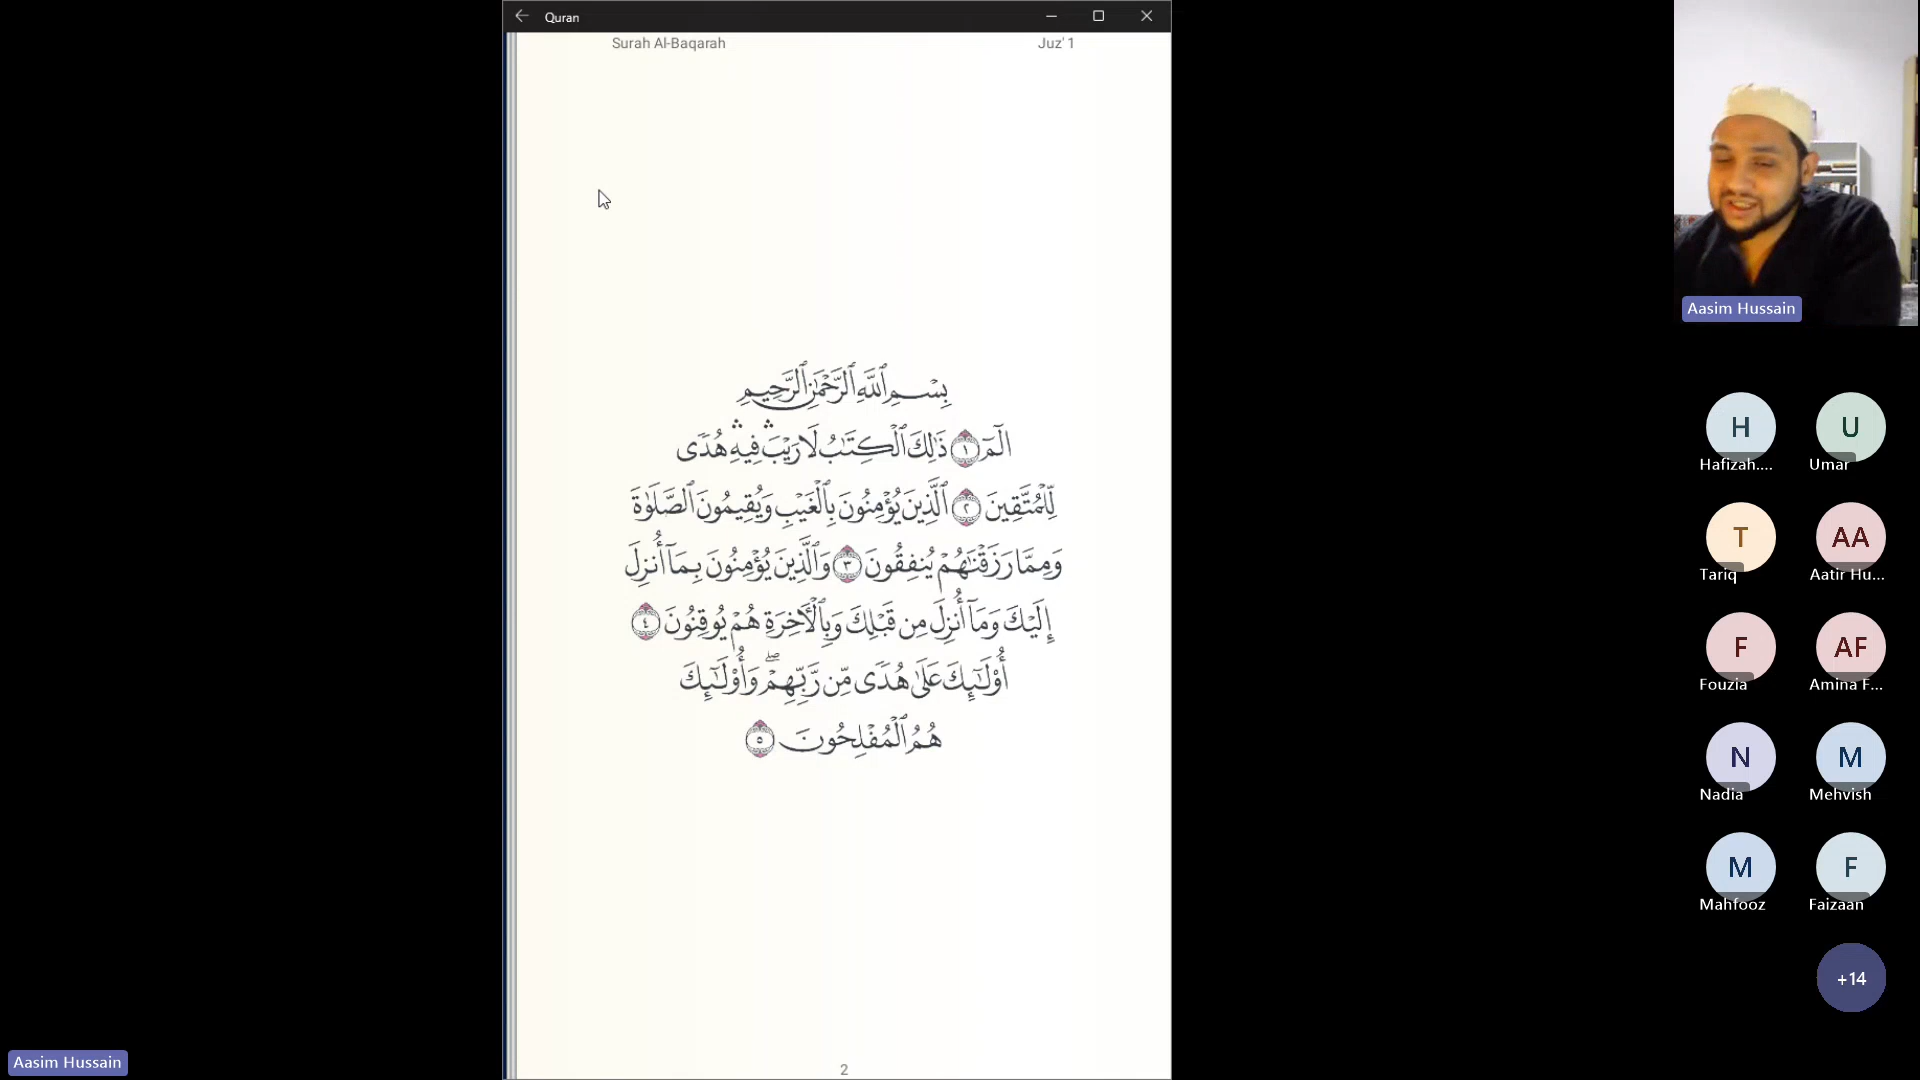 Quran
Surah Al-Baqarah
Juz' 1
بِسْمِ ٱللَّهِ ٱلرَّحْمَٰنِ ٱلرَّحِيمِ
الٓمٓ ١ ذَٰلِكَ ٱلْكِتَٰبُ لَا رَيْبَ ۛ فِيهِ ۛ هُدًى
لِّلْمُتَّقِينَ ٢ ٱلَّذِينَ يُؤْمِنُونَ بِٱلْغَيْبِ وَيُقِيمُونَ ٱلصَّلَوٰةَ
وَمِمَّا رَزَقْنَٰهُمْ يُنفِقُونَ ٣ وَٱلَّذِينَ يُؤْمِنُونَ بِمَآ أُنزِلَ
إِلَيْكَ وَمَآ أُنزِلَ مِن قَبْلِكَ وَبِٱلْءَاخِرَةِ هُمْ يُوقِنُونَ ٤
أُو۟لَٰٓئِكَ عَلَىٰ هُدًى مِّن رَّبِّهِمْ ۖ وَأُو۟لَٰٓئِكَ
هُمُ ٱلْمُفْلِحُونَ ٥
2
Aasim Hussain
H
Hafizah....
U
Umar
T
Tariq
AA
Aatir Hu...
F
Fouzia
AF
Amina F...
N
Nadia
M
Mehvish
M
Mahfooz
F
Faizaan
+14
Aasim Hussain